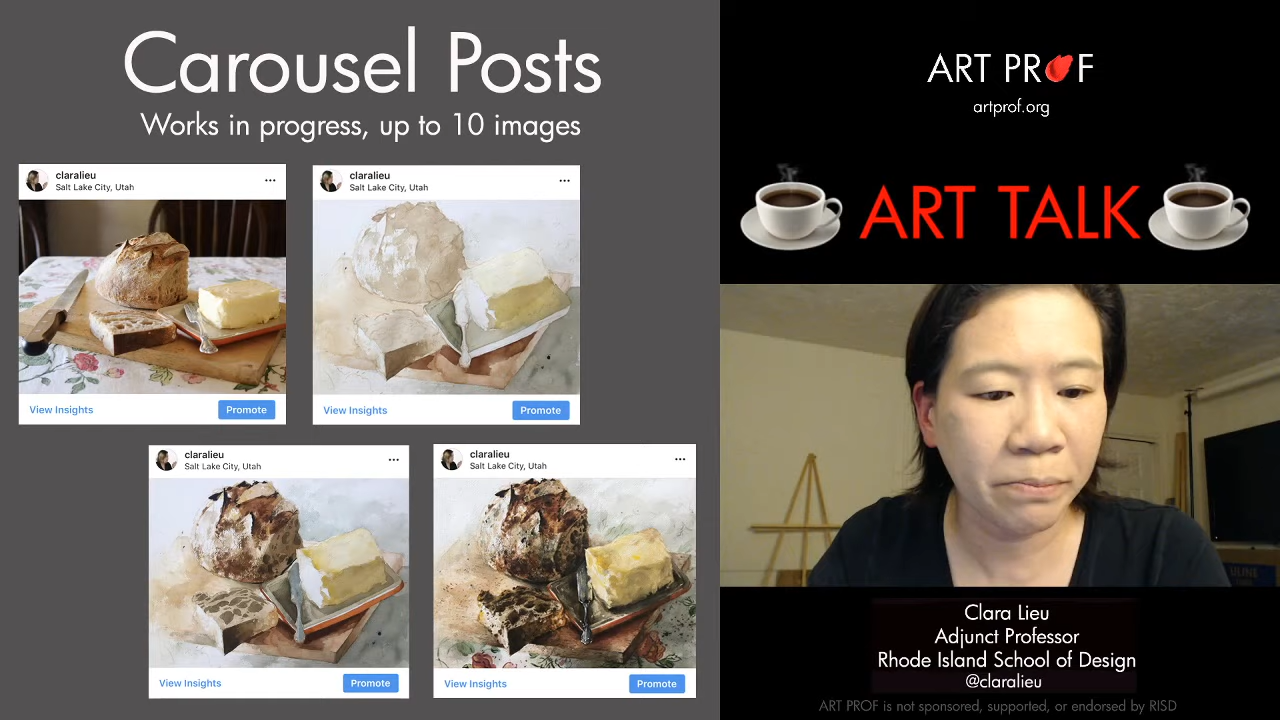 Carousel Posts
Works in progress, up to 10 images
claralieu
Salt Lake City, Utah
View Insights
Promote
claralieu
Salt Lake City, Utah
View Insights
Promote
claralieu
Salt Lake City, Utah
View Insights
Promote
claralieu
Salt Lake City, Utah
View Insights
Promote
ART PROF
artprof.org
ART TALK
Clara Lieu
Adjunct Professor
Rhode Island School of Design
@claralieu
ART PROF is not sponsored, supported, or endorsed by RISD